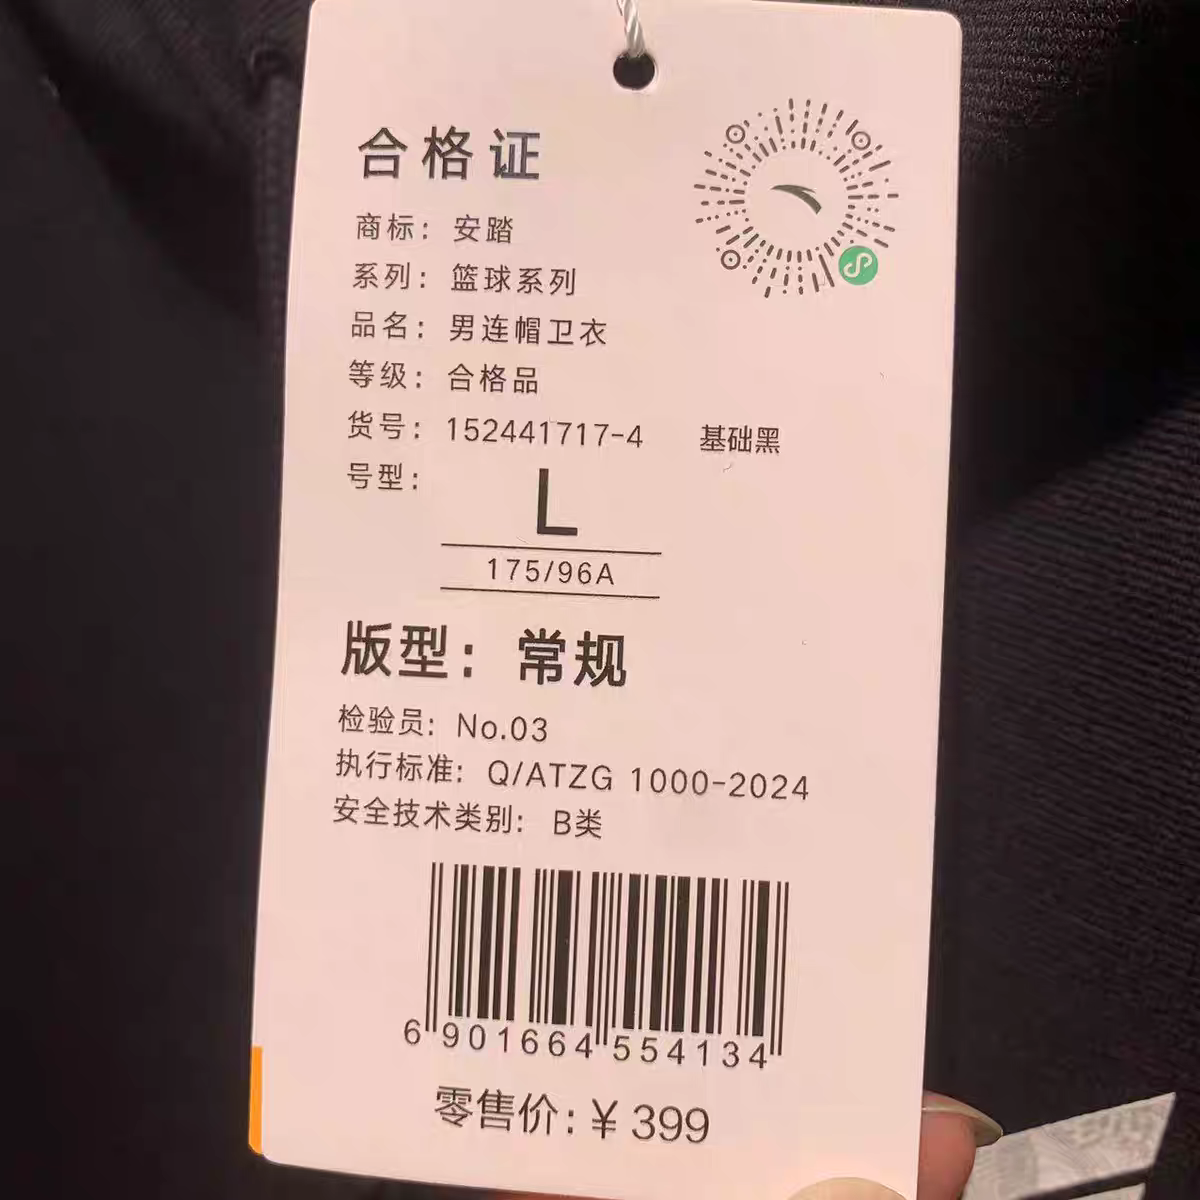 合格证
商标：安踏
系列：篮球系列
品名：男连帽卫衣
等级：合格品
货号：152441717-4 基础黑
号型：
L
175/96A
版型：常规
检验员：No.03
执行标准：Q/ATZG 1000-2024
安全技术类别：B类
6 901664 554134
零售价：￥399